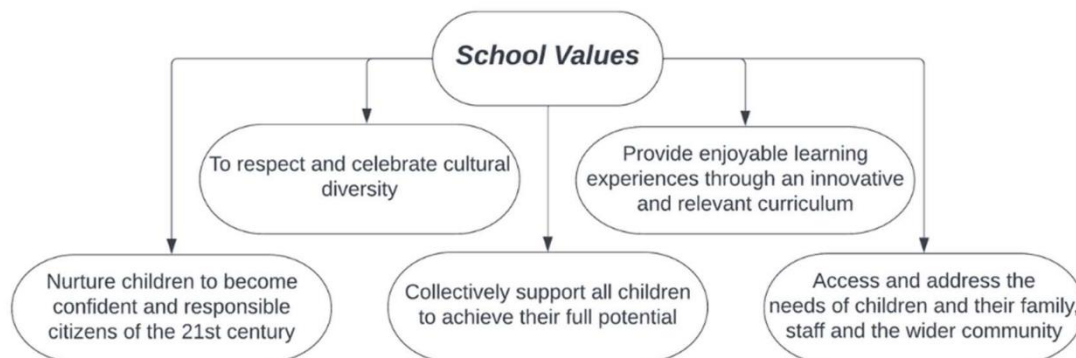 School Values
To respect and celebrate cultural
diversity
Provide enjoyable learning
experiences through an innovative
and relevant curriculum
Nurture children to become
confident and responsible
citizens of the 21st century
Collectively support all children
to achieve their full potential
Access and address the
needs of children and their family,
staff and the wider community